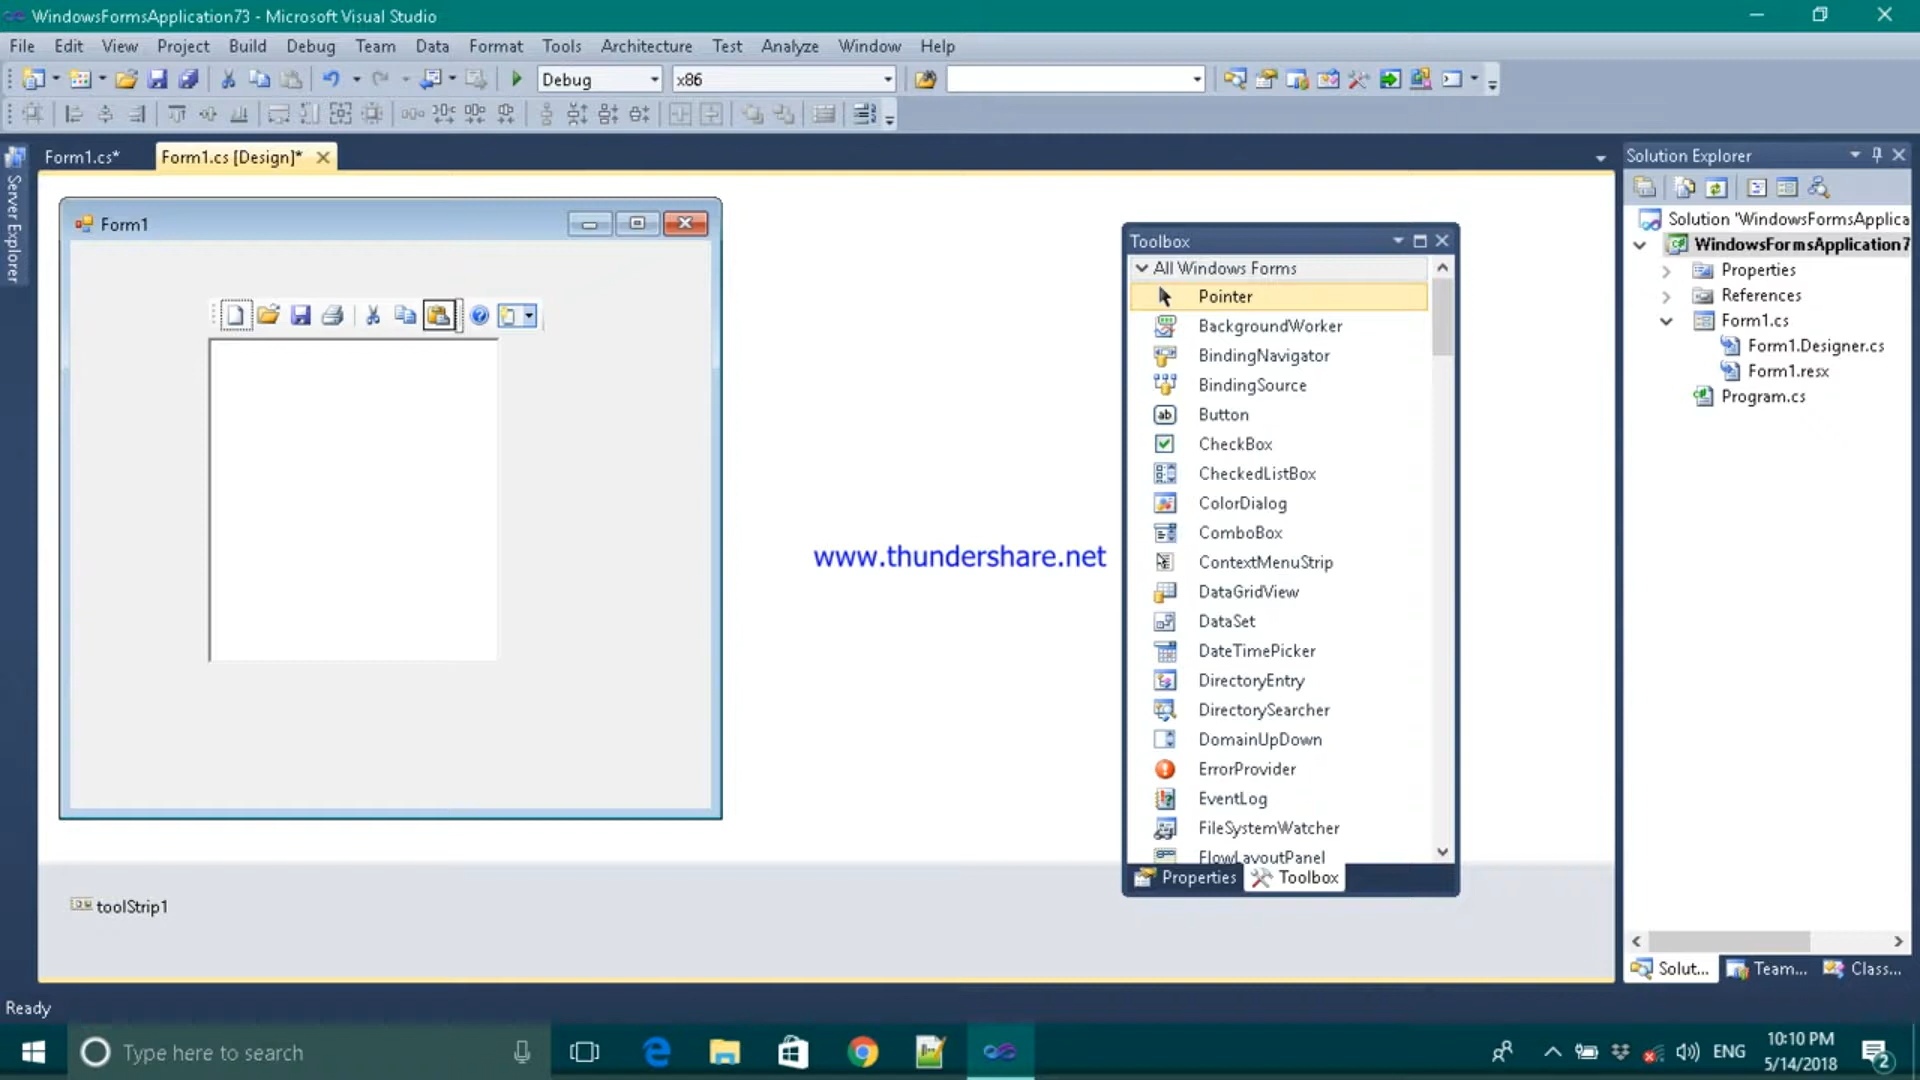 WindowsFormsApplication73 - Microsoft Visual Studio
File Edit View Project Build Debug Team Data Format Tools Architecture Test Analyze Window Help
Debug x86
Form1.cs* Form1.cs [Design]*
Server Explorer
Form1
www.thundershare.net
toolStrip1
Toolbox
All Windows Forms
Pointer
BackgroundWorker
BindingNavigator
BindingSource
Button
CheckBox
CheckedListBox
ColorDialog
ComboBox
ContextMenuStrip
DataGridView
DataSet
DateTimePicker
DirectoryEntry
DirectorySearcher
DomainUpDown
ErrorProvider
EventLog
FileSystemWatcher
FlowLayoutPanel
Properties Toolbox
Solution Explorer
Solution 'WindowsFormsApplica
WindowsFormsApplication7
Properties
References
Form1.cs
Form1.Designer.cs
Form1.resx
Program.cs
Solut... Team... Class...
Ready
Type here to search
ENG
10:10 PM
5/14/2018
2